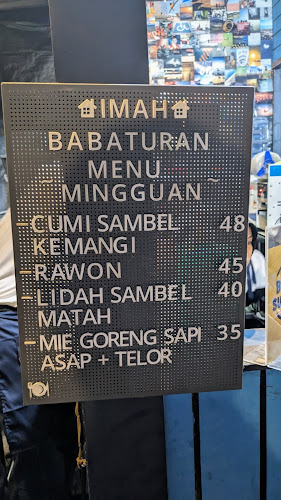 IMAH
BABATURAN
MENU
~MINGGUAN~
-CUMI SAMBEL 48
KEMANGI
-RAWON 45
-LIDAH SAMBEL 40
MATAH
-MIE GORENG SAPI 35
ASAP + TELOR